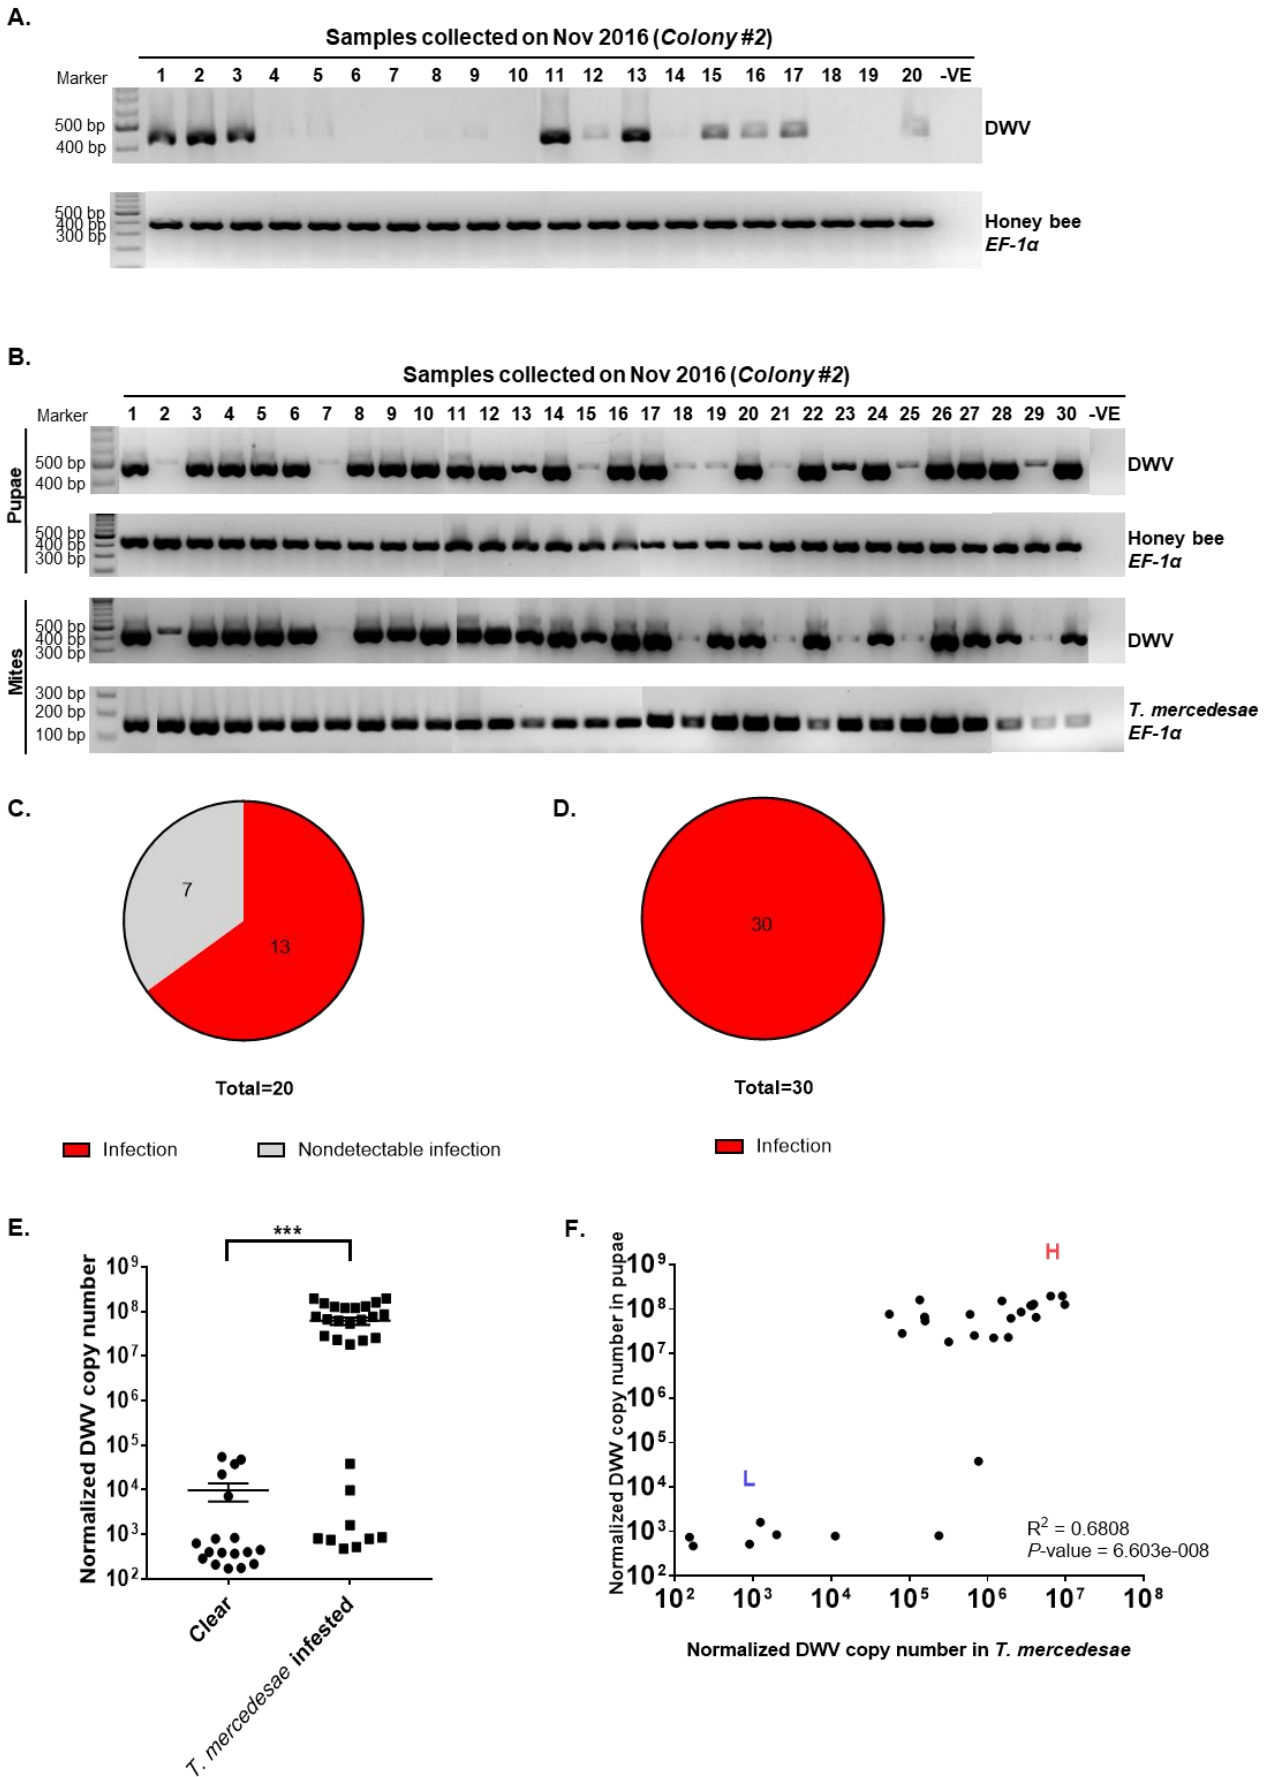 A.
Samples collected on Nov 2016 (Colony #2)
Marker 1 2 3 4 5 6 7 8 9 10 11 12 13 14 15 16 17 18 19 20 -VE
500 bp
400 bp
DWV
500 bp
400 bp
300 bp
Honey bee
EF-1α
B.
Samples collected on Nov 2016 (Colony #2)
Marker 1 2 3 4 5 6 7 8 9 10 11 12 13 14 15 16 17 18 19 20 21 22 23 24 25 26 27 28 29 30 -VE
Pupae
500 bp
400 bp
DWV
500 bp
400 bp
300 bp
Honey bee
EF-1α
Mites
500 bp
400 bp
300 bp
DWV
300 bp
200 bp
100 bp
T. mercedesae
EF-1α
C.
7
13
Total=20
Infection Nondetectable infection
D.
30
Total=30
Infection
E.
***
Normalized DWV copy number
10⁹
10⁸
10⁷
10⁶
10⁵
10⁴
10³
10²
Clear
T. mercedesae infested
F.
Normalized DWV copy number in pupae
10⁹
10⁸
10⁷
10⁶
10⁵
10⁴
10³
10²
H
L
R² = 0.6808
P-value = 6.603e-008
10² 10³ 10⁴ 10⁵ 10⁶ 10⁷ 10⁸
Normalized DWV copy number in T. mercedesae